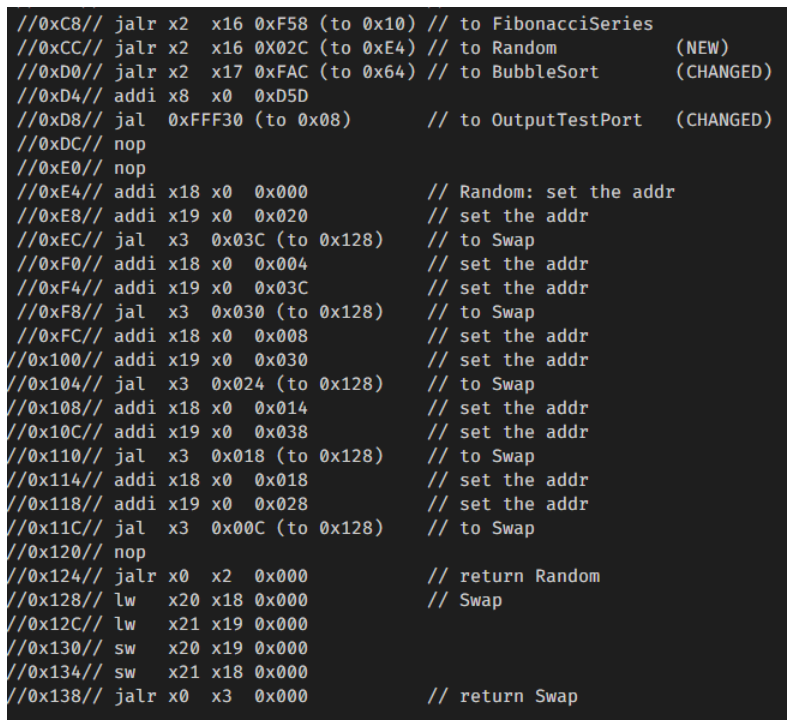 //0xC8// jalr x2  x16 0xF58 (to 0x10) // to FibonacciSeries
//0xCC// jalr x2  x16 0X02C (to 0xE4) // to Random          (NEW)
//0xD0// jalr x2  x17 0xFAC (to 0x64) // to BubbleSort      (CHANGED)
//0xD4// addi x8  x0  0xD5D
//0xD8// jal  0xFFF30 (to 0x08)       // to OutputTestPort  (CHANGED)
//0xDC// nop
//0xE0// nop
//0xE4// addi x18 x0  0x000           // Random: set the addr
//0xE8// addi x19 x0  0x020           // set the addr
//0xEC// jal  x3  0x03C (to 0x128)    // to Swap
//0xF0// addi x18 x0  0x004           // set the addr
//0xF4// addi x19 x0  0x03C           // set the addr
//0xF8// jal  x3  0x030 (to 0x128)    // to Swap
//0xFC// addi x18 x0  0x008           // set the addr
//0x100// addi x19 x0  0x030           // set the addr
//0x104// jal  x3  0x024 (to 0x128)    // to Swap
//0x108// addi x18 x0  0x014           // set the addr
//0x10C// addi x19 x0  0x038           // set the addr
//0x110// jal  x3  0x018 (to 0x128)    // to Swap
//0x114// addi x18 x0  0x018           // set the addr
//0x118// addi x19 x0  0x028           // set the addr
//0x11C// jal  x3  0x00C (to 0x128)    // to Swap
//0x120// nop
//0x124// jalr x0  x2  0x000           // return Random
//0x128// lw   x20 x18 0x000           // Swap
//0x12C// lw   x21 x19 0x000
//0x130// sw   x20 x19 0x000
//0x134// sw   x21 x18 0x000
//0x138// jalr x0  x3  0x000           // return Swap